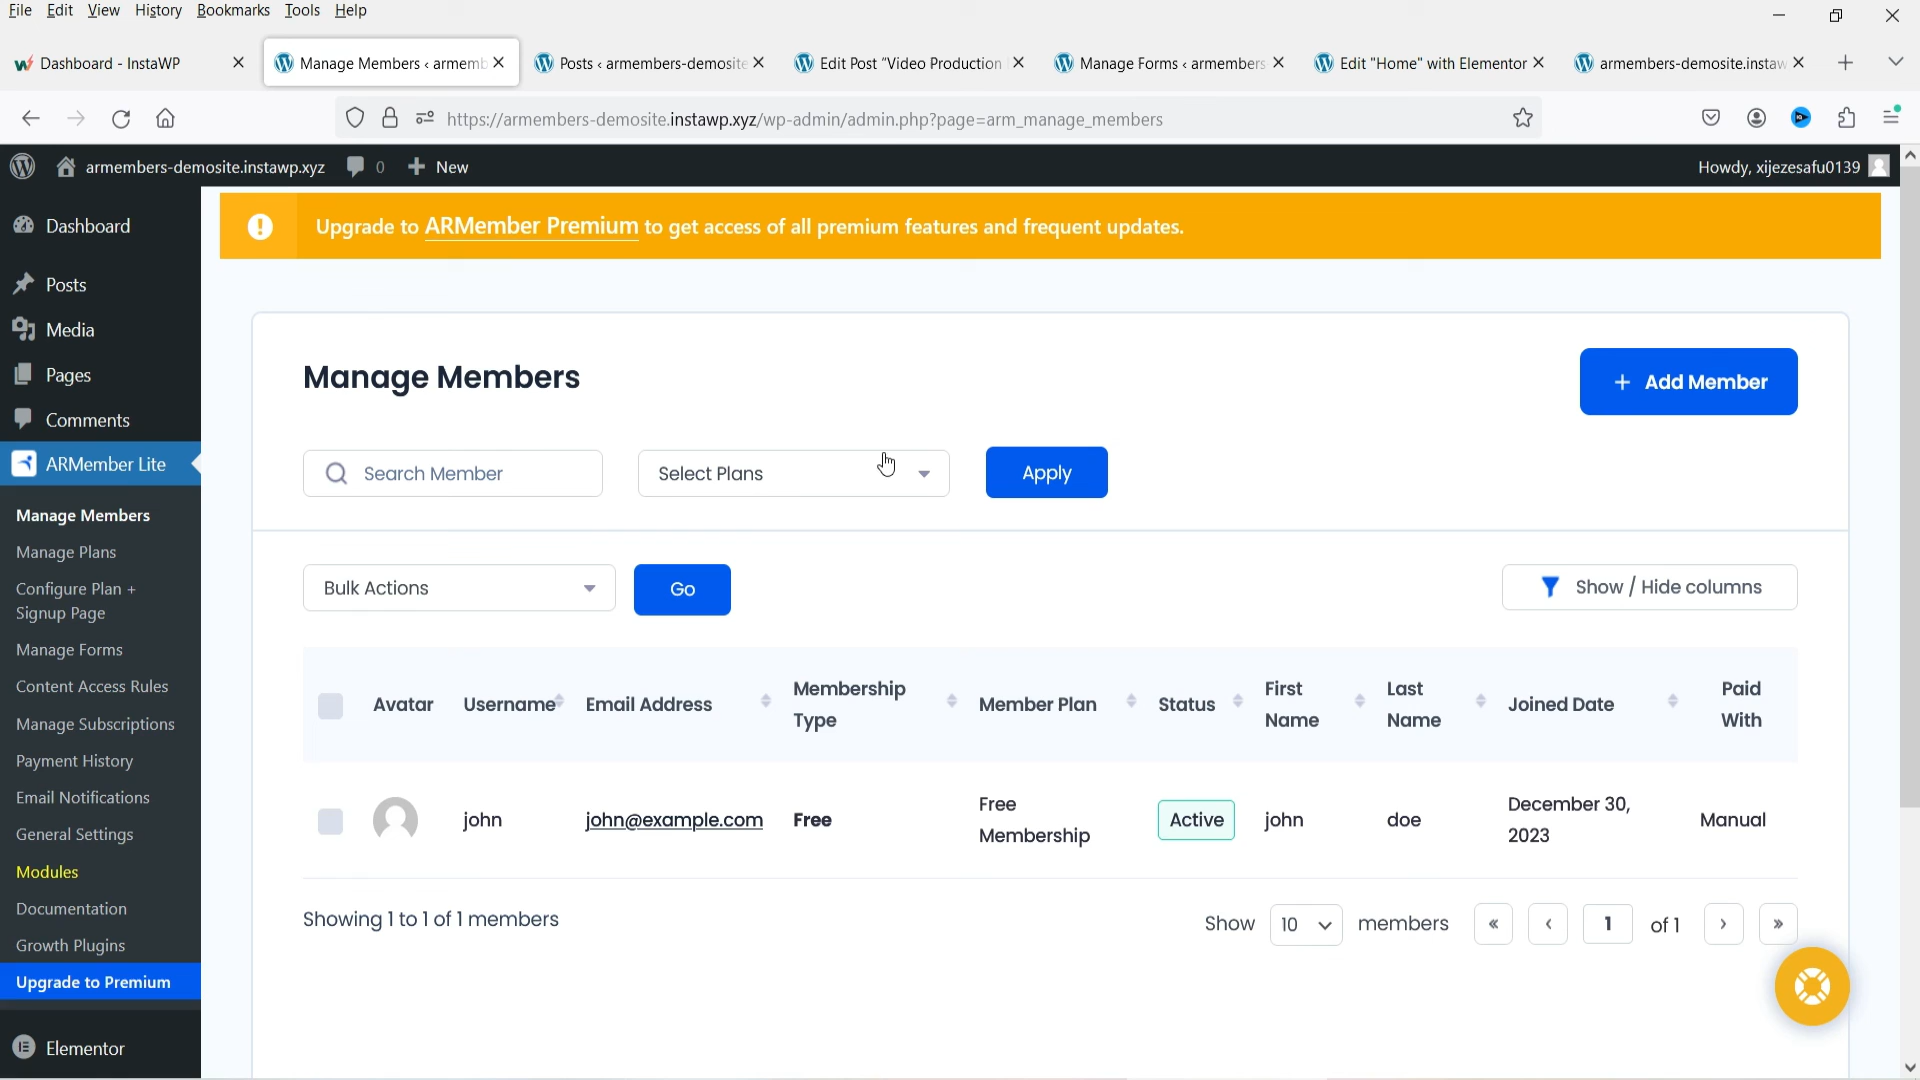 File Edit View History Bookmarks Tools Help
Dashboard - InstaWP
Manage Members ‹ armemb
Posts ‹ armembers-demosite
Edit Post "Video Production
Manage Forms ‹ armembers
Edit "Home" with Elementor
armembers-demosite.instaw
https://armembers-demosite.instawp.xyz/wp-admin/admin.php?page=arm_manage_members
armembers-demosite.instawp.xyz 0 + New
Howdy, xijezesafu0139
Dashboard
Posts
Media
Pages
Comments
ARMember Lite
Manage Members
Manage Plans
Configure Plan +
Signup Page
Manage Forms
Content Access Rules
Manage Subscriptions
Payment History
Email Notifications
General Settings
Modules
Documentation
Growth Plugins
Upgrade to Premium
Elementor
Upgrade to ARMember Premium to get access of all premium features and frequent updates.
Manage Members
+ Add Member
Search Member
Select Plans
Apply
Bulk Actions
Go
Show / Hide columns
Avatar Username Email Address Membership Type Member Plan Status First Name Last Name Joined Date Paid With
john john@example.com Free Free Membership Active john doe December 30, 2023 Manual
Showing 1 to 1 of 1 members
Show 10 members « ‹ 1 of 1 › »